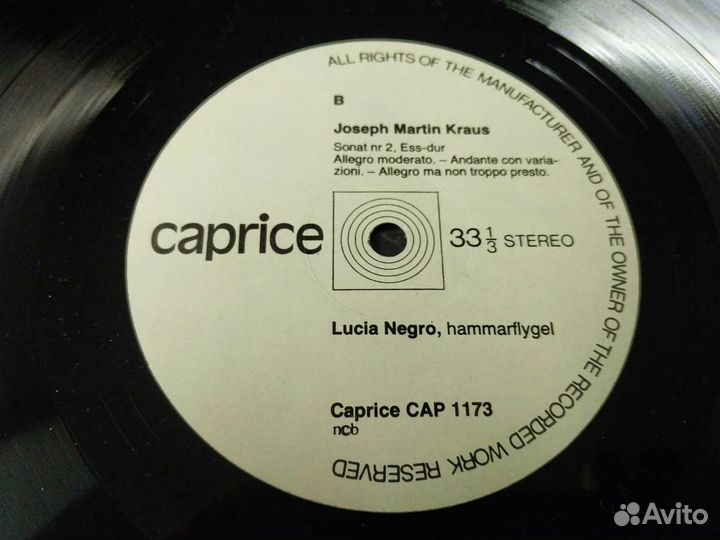 ALL RIGHTS OF THE MANUFACTURER AND OF THE OWNER OF THE RECORDED WORK RESERVED
B
Joseph Martin Kraus
Sonat nr 2, Ess-dur
Allegro moderato. – Andante con varia-
zioni. – Allegro ma non troppo presto.
caprice
33 1/3 STEREO
Lucia Negro, hammarflygel
Caprice CAP 1173
ncb
Avito